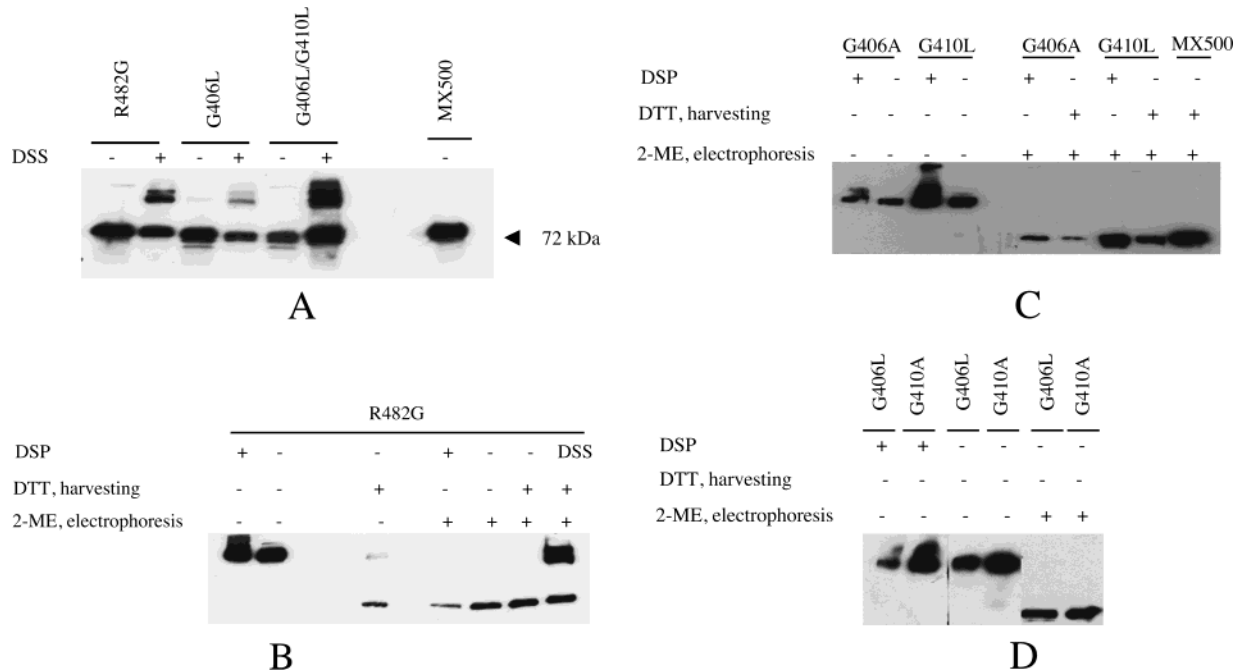 R482G
G406L
G406L/G410L
MX500
DSS - + - + - + -
72 kDa
A
R482G
DSP + - - + - - DSS
DTT, harvesting - - + - - + +
2-ME, electrophoresis - - - + + + +
B
G406A G410L G406A G410L MX500
DSP + - + - + - + - -
DTT, harvesting - - - - - + - + +
2-ME, electrophoresis - - - - + + + + +
C
G406L G410A G406L G410A G406L G410A
DSP + + - - - -
DTT, harvesting - - - - - -
2-ME, electrophoresis - - - - + +
D